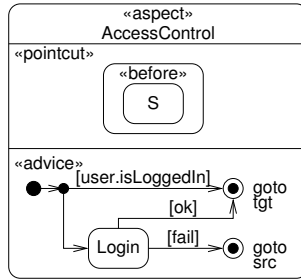 «aspect»
AccessControl
«pointcut»
«before»
S
«advice»
[user.isLoggedIn]
goto
tgt
[ok]
Login
[fail]
goto
src